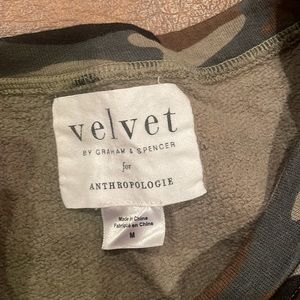 velvet
BY GRAHAM & SPENCER
for
ANTHROPOLOGIE
Made in China
Fabriqué en Chine
M